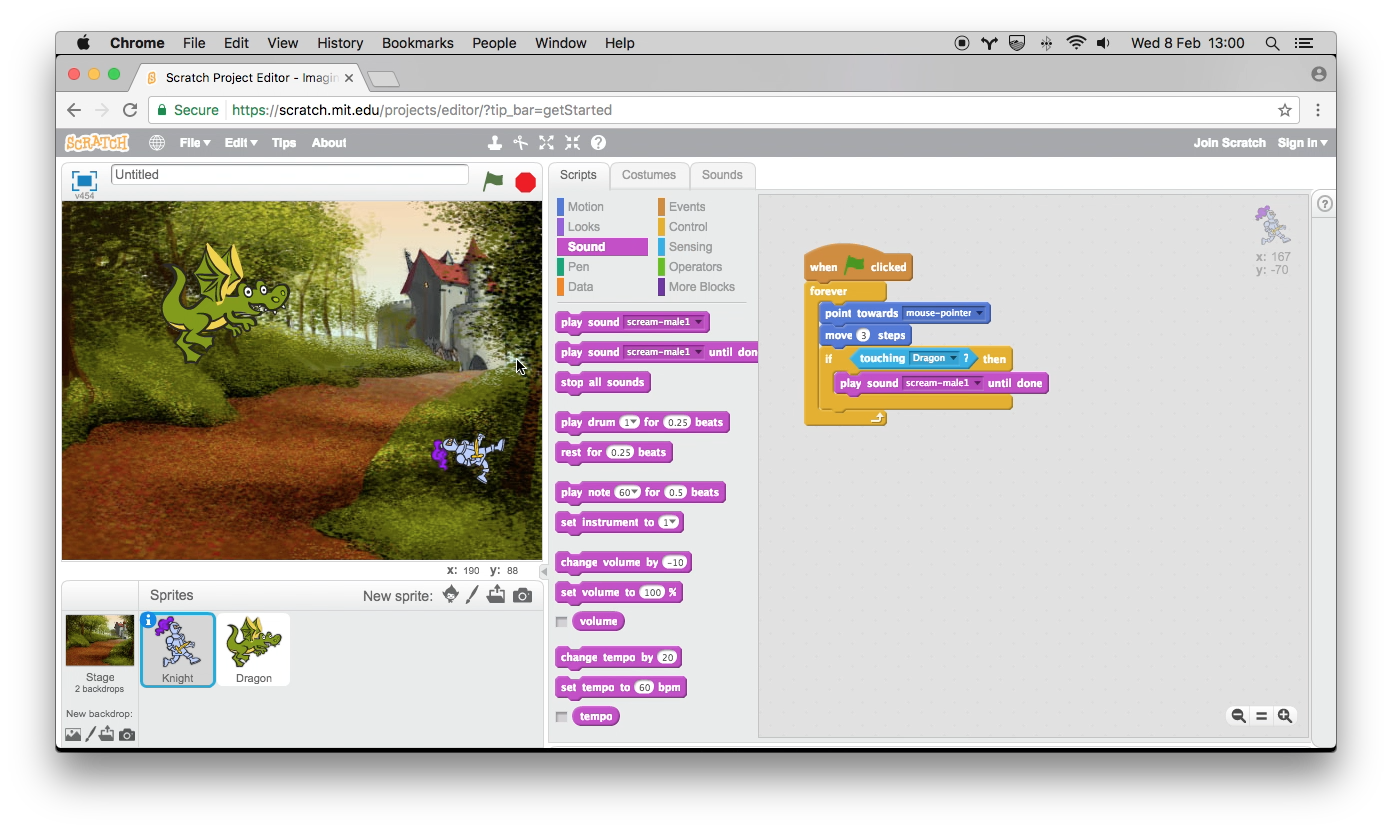 Chrome File Edit View History Bookmarks People Window Help Wed 8 Feb 13:00
Scratch Project Editor - Imagin
Secure https://scratch.mit.edu/projects/editor/?tip_bar=getStarted
SCRATCH File Edit Tips About ? Join Scratch Sign in
Untitled
v454
Scripts Costumes Sounds
Motion Events
Looks Control
Sound Sensing
Pen Operators
Data More Blocks
play sound scream-male1
play sound scream-male1 until don
stop all sounds
play drum 1 for 0.25 beats
rest for 0.25 beats
play note 60 for 0.5 beats
set instrument to 1
change volume by -10
set volume to 100 %
volume
change tempo by 20
set tempo to 60 bpm
tempo
when clicked
forever
point towards mouse-pointer
move 3 steps
if touching Dragon ? then
play sound scream-male1 until done
x: 167
y: -70
?
x: 190 y: 88
Sprites New sprite:
i
Stage
2 backdrops
New backdrop:
Knight
Dragon